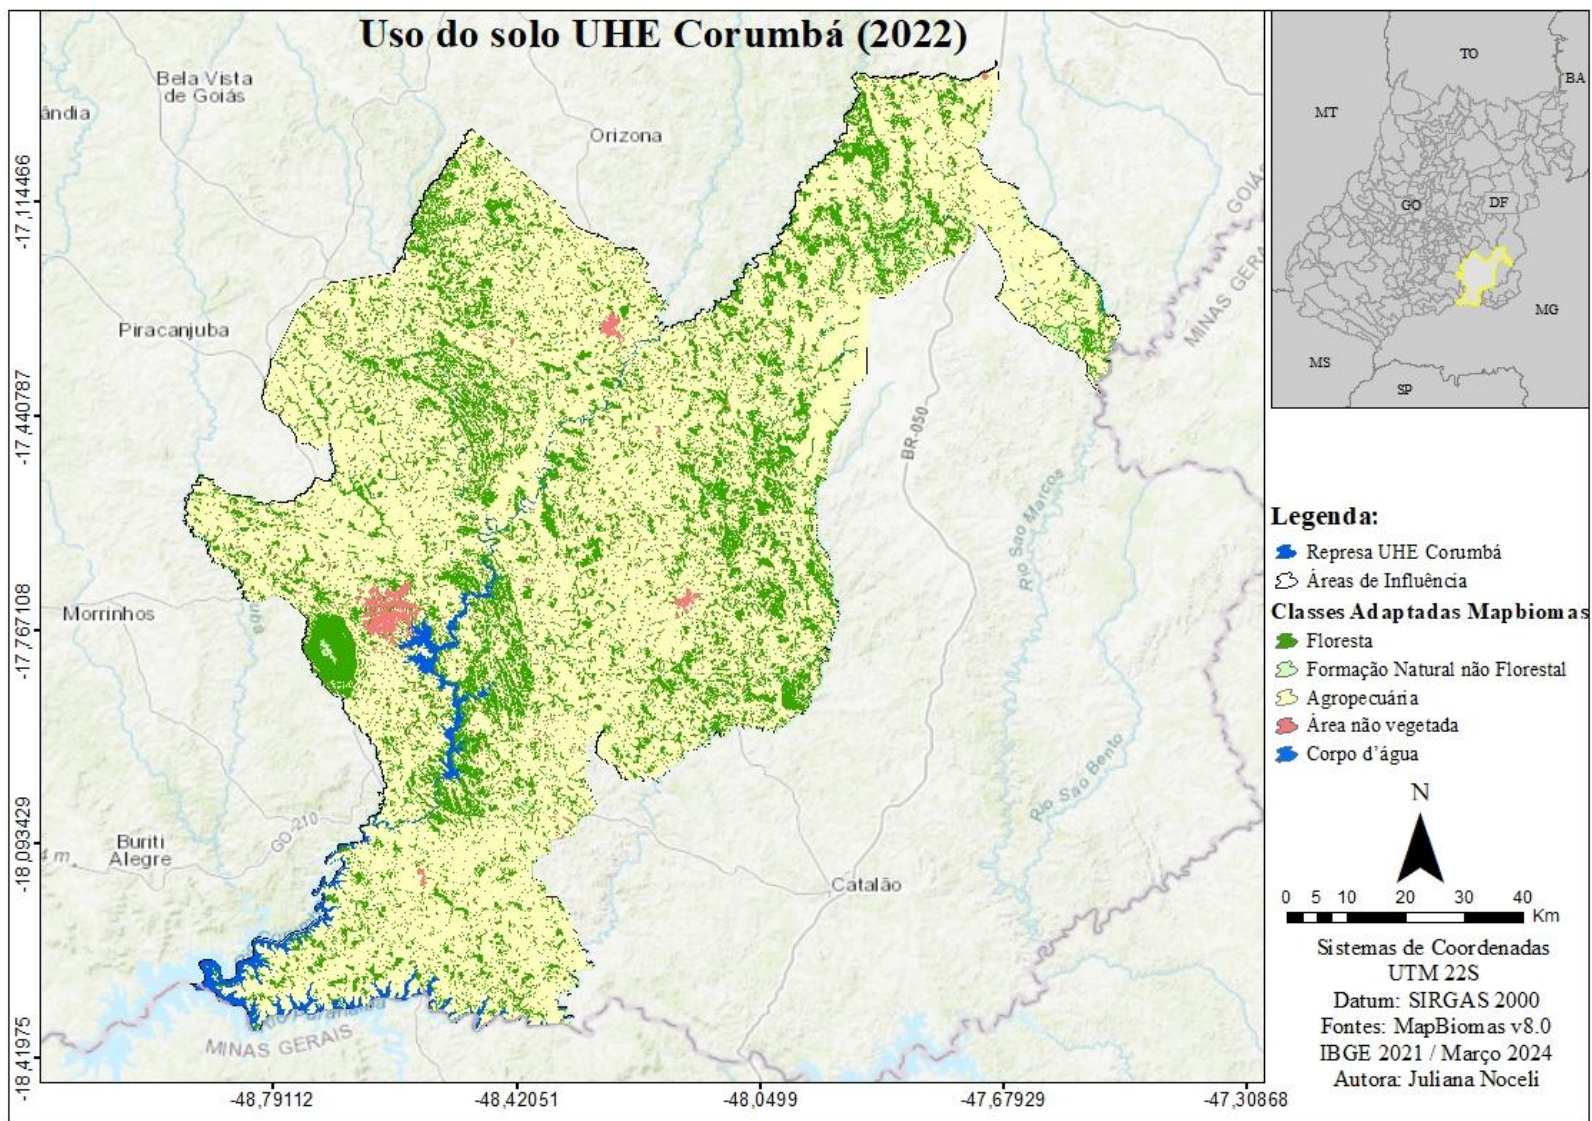 Uso do solo UHE Corumbá (2022)
Bela Vista
de Goiás
ândia
Orizona
Piracanjuba
Morrinhos
Buriti
Alegre
GO-210
Catalão
BR-050
Rio Sao Marcos
Rio Sao Bento
GOIÁS
MINAS GERA
MINAS GERAIS
-17,114466
-17,440787
-17,767108
-18,093429
-18,41975
-48,79112
-48,42051
-48,0499
-47,67929
-47,30868
TO
BA
MT
GO
DF
MG
MS
SP
Legenda:
Represa UHE Corumbá
Áreas de Influência
Classes Adaptadas Mapbiomas
Floresta
Formação Natural não Florestal
Agropecuária
Área não vegetada
Corpo d'água
N
0 5 10 20 30 40
Km
Sistemas de Coordenadas
UTM 22S
Datum: SIRGAS 2000
Fontes: MapBiomas v8.0
IBGE 2021 / Março 2024
Autora: Juliana Noceli